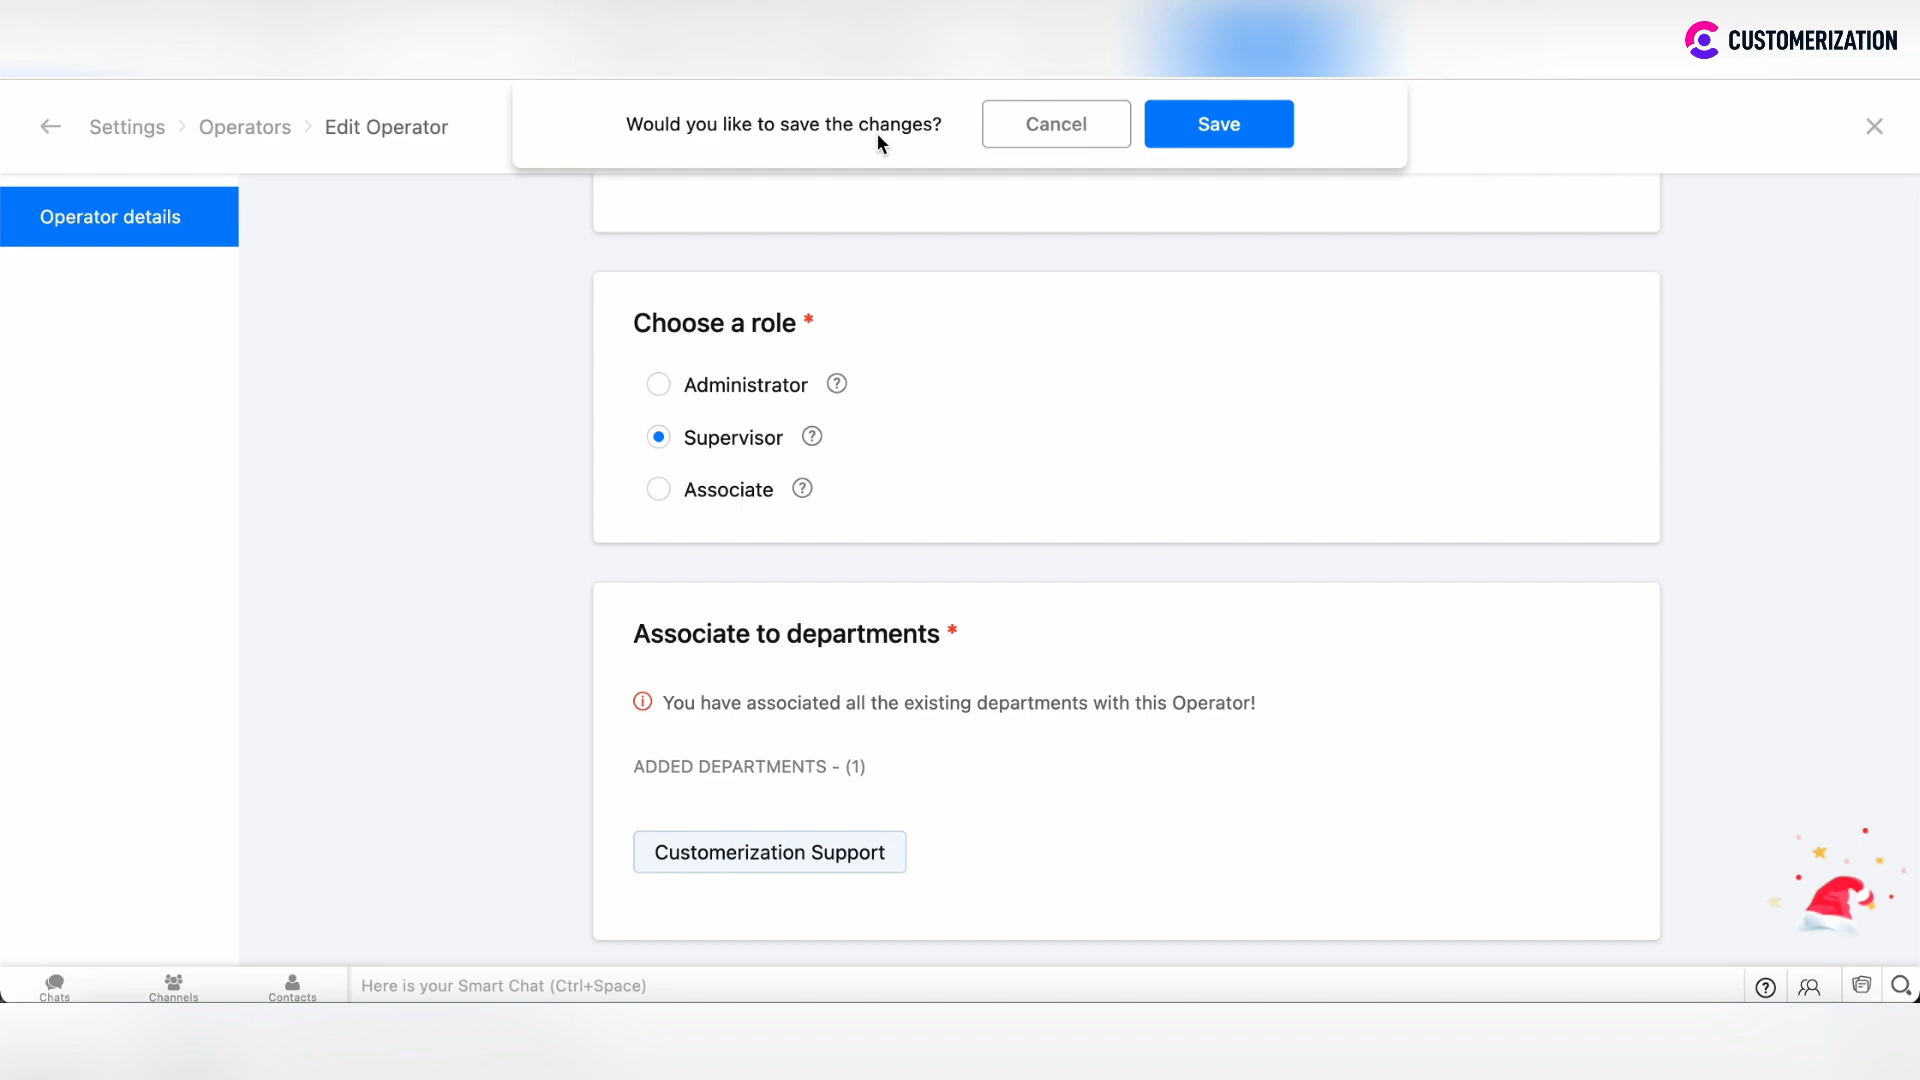 CUSTOMERIZATION
Settings > Operators > Edit Operator
Would you like to save the changes?
Cancel
Save
Operator details
Choose a role *
Administrator
Supervisor
Associate
Associate to departments *
You have associated all the existing departments with this Operator!
ADDED DEPARTMENTS - (1)
Customerization Support
Chats
Channels
Contacts
Here is your Smart Chat (Ctrl+Space)